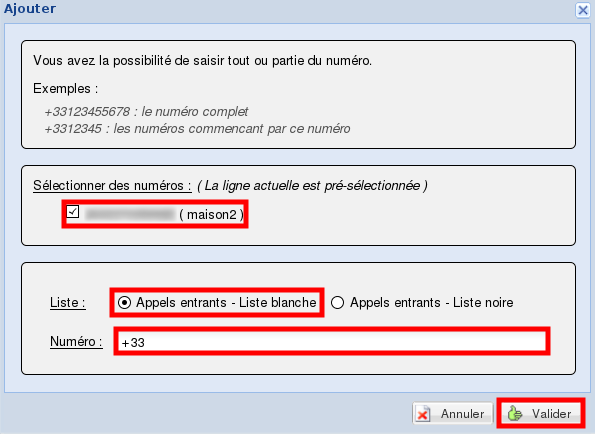 Ajouter
Vous avez la possibilité de saisir tout ou partie du numéro.
Exemples :
+33123455678 : le numéro complet
+3312345 : les numéros commencant par ce numéro
Sélectionner des numéros : ( La ligne actuelle est pré-sélectionnée )
( maison2 )
Liste : Appels entrants - Liste blanche Appels entrants - Liste noire
Numéro : +33
Annuler Valider